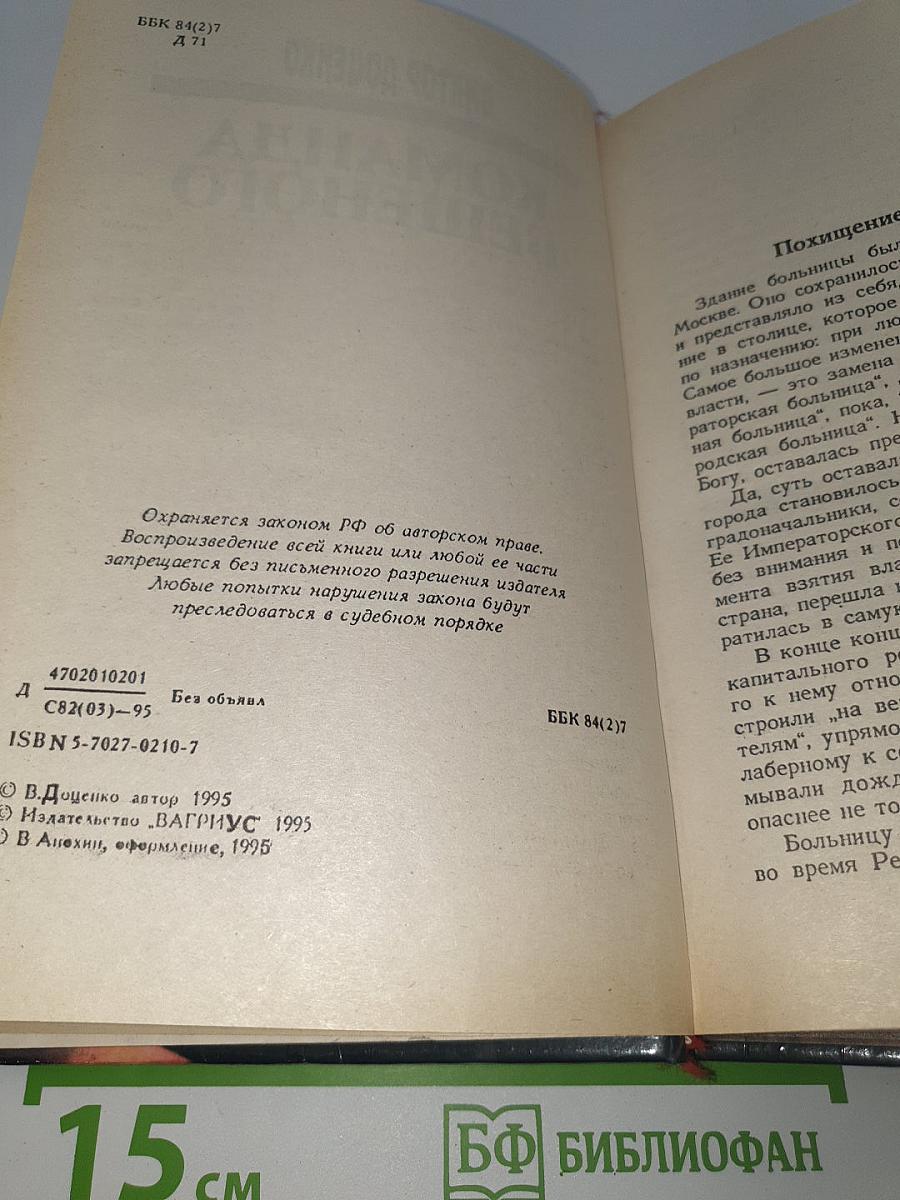 ББК 84(2)7
Д 71
Охраняется законом РФ об авторском праве.
Воспроизведение всей книги или любой ее части
запрещается без письменного разрешения издателя
Любые попытки нарушения закона будут
преследоваться в судебном порядке
Д 4702010201 Без объявл
С82(03)—95
ББК 84(2)7
ISBN 5-7027-0210-7
© В.Доценко автор 1995
© Издательство „ВАГРИУС" 1995
© В Анохин, оформление, 1995
Похищение
Здание больницы был
Москве. Оно сохранилос
и представляло из себя,
ние в столице, которое
по назначению: при лю
Самое большое измене
власти, — это замена
раторская больница“,
ная больница“, пока,
родская больница“. Н
Богу, оставалась пре
Да, суть оставал
города становилось
градоначальники, с
Ее Императорского
без внимания и п
мента взятия вла
страна, перешла
ратилась в самук
В конце конц
капитального р
го к нему отно
строили „на ве
телям“, упрямо
лаберному к с
мывали дожд
опаснее не то
Больницу
во время Ре
15 см
БФ БИБЛИОФАН